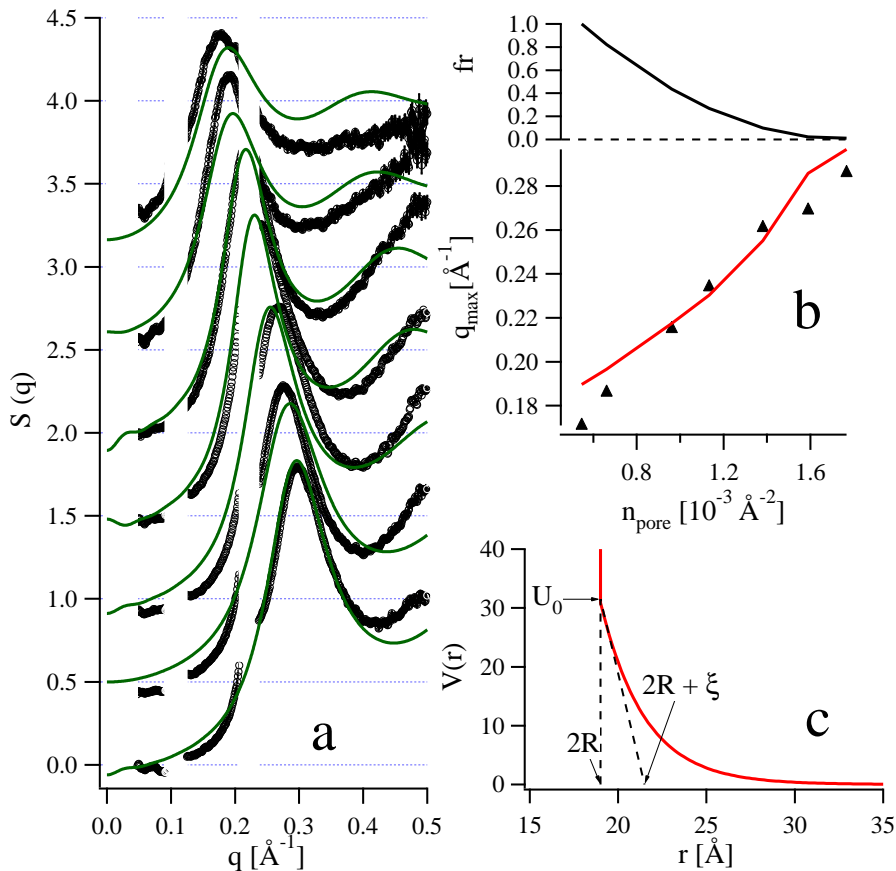 4.5
4.0
3.5
3.0
2.5
2.0
1.5
1.0
0.5
0.0
S (q)
0.0 0.1 0.2 0.3 0.4 0.5
q [Å⁻¹]
a
1.0
0.8
0.6
0.4
0.2
0.0
fr
0.28
0.26
0.24
0.22
0.20
0.18
q_max[Å⁻¹]
b
0.8 1.2 1.6
n_pore [10⁻³ Å⁻²]
40
30
20
10
0
V(r)
U₀
2R + ξ
2R
c
15 20 25 30 35
r [Å]